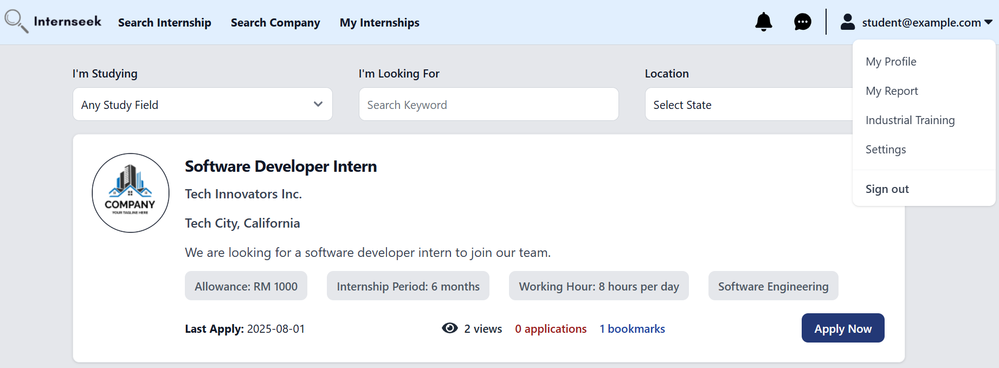 Internseek Search Internship Search Company My Internships student@example.com
My Profile
My Report
Industrial Training
Settings
Sign out
I'm Studying I'm Looking For Location
Any Study Field Search Keyword Select State
COMPANY
YOUR TAGLINE HERE
Software Developer Intern
Tech Innovators Inc.
Tech City, California
We are looking for a software developer intern to join our team.
Allowance: RM 1000 Internship Period: 6 months Working Hour: 8 hours per day Software Engineering
Last Apply: 2025-08-01 2 views 0 applications 1 bookmarks Apply Now